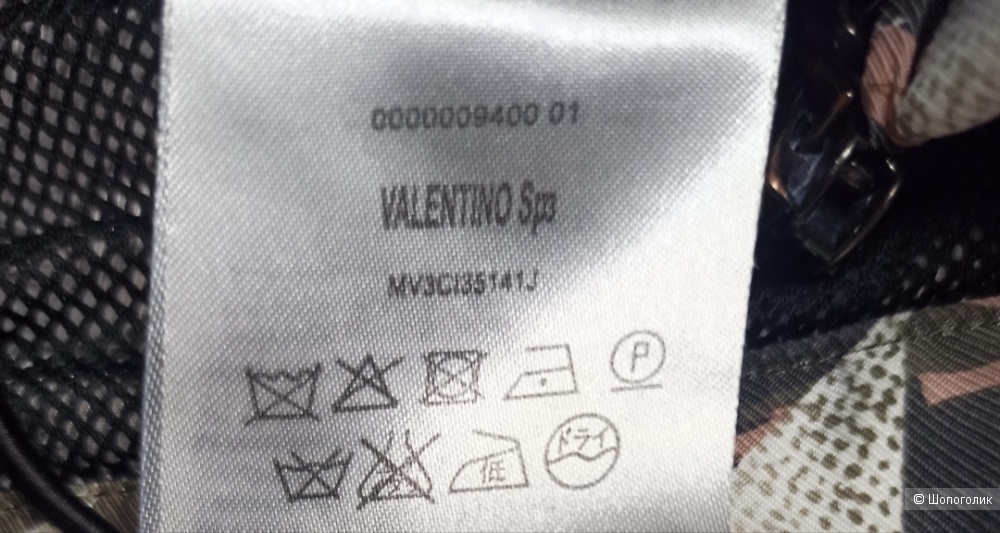 0000009400 01
VALENTINO Spa
MV3CI35141J
P
低 ドライ
© Шопоголик